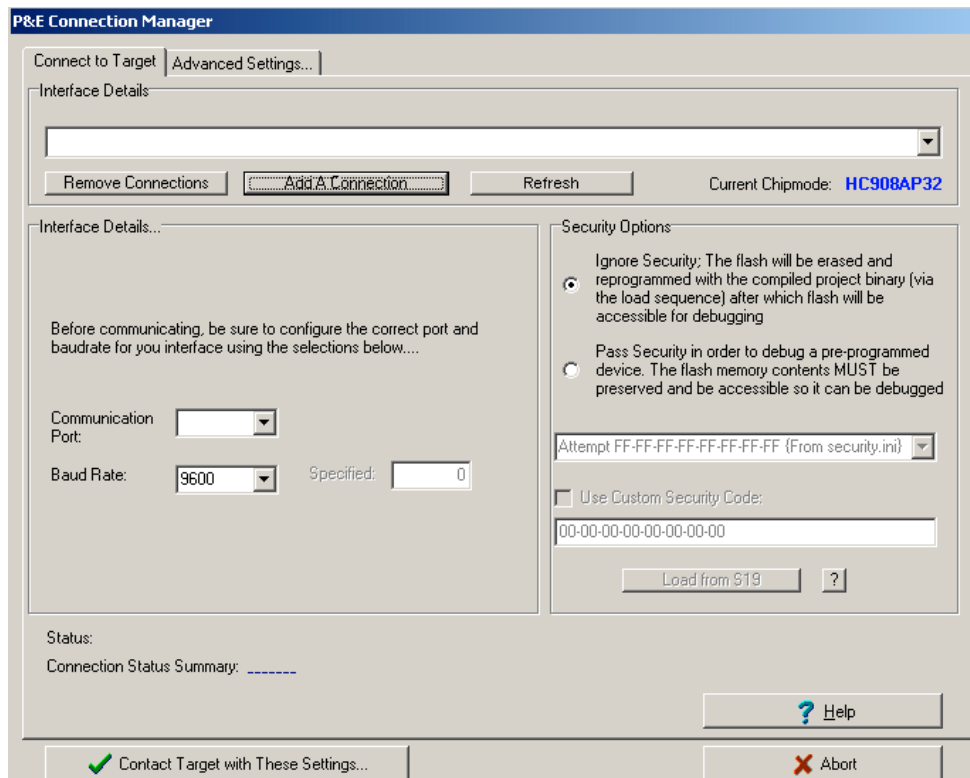 P&E Connection Manager
Connect to Target
Advanced Settings...
Interface Details
Remove Connections
Add A Connection
Refresh
Current Chipmode: HC908AP32
Interface Details...
Before communicating, be sure to configure the correct port and
baudrate for you interface using the selections below....
Communication
Port:
Baud Rate:
9600
Specified:
0
Security Options
Ignore Security; The flash will be erased and
reprogrammed with the compiled project binary (via
the load sequence) after which flash will be
accessible for debugging
Pass Security in order to debug a pre-programmed
device. The flash memory contents MUST be
preserved and be accessible so it can be debugged
Attempt FF-FF-FF-FF-FF-FF-FF-FF {From security.ini}
Use Custom Security Code:
00-00-00-00-00-00-00-00
Load from S19
?
Status:
Connection Status Summary: _______
Help
Contact Target with These Settings...
Abort